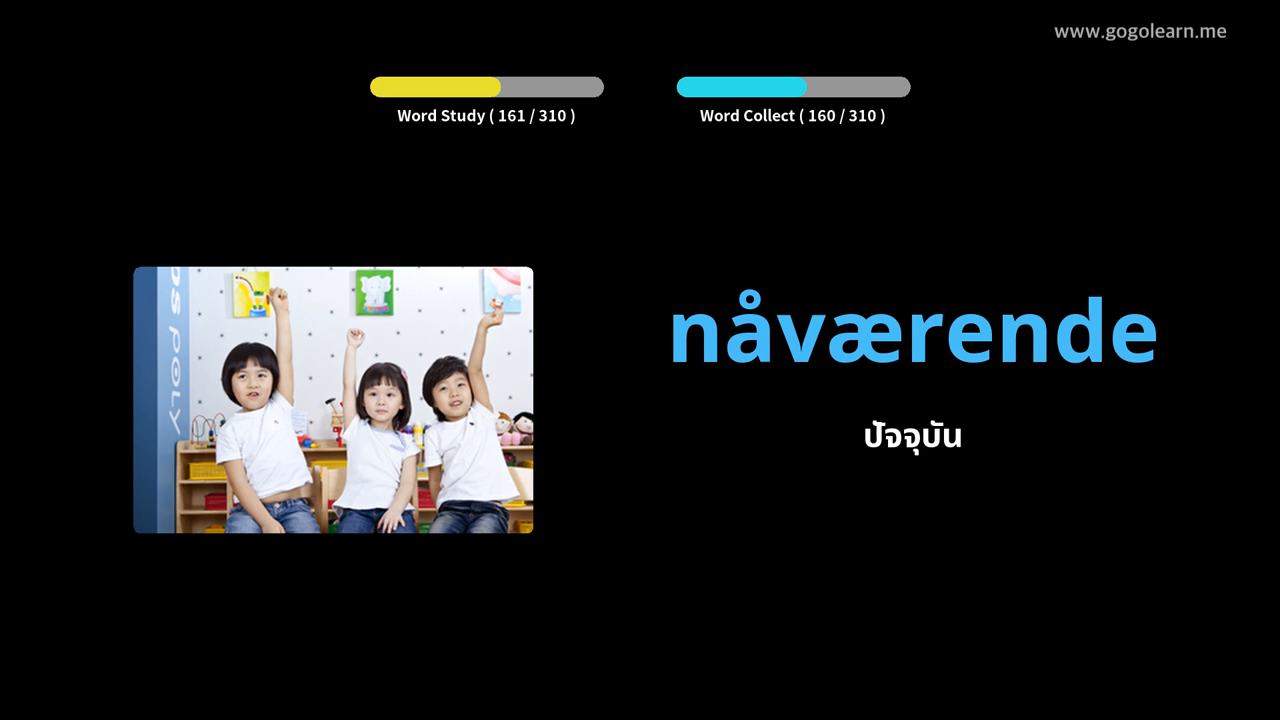 www.gogolearn.me
Word Study ( 161 / 310 )
Word Collect ( 160 / 310 )
nåværende
ปัจจุบัน